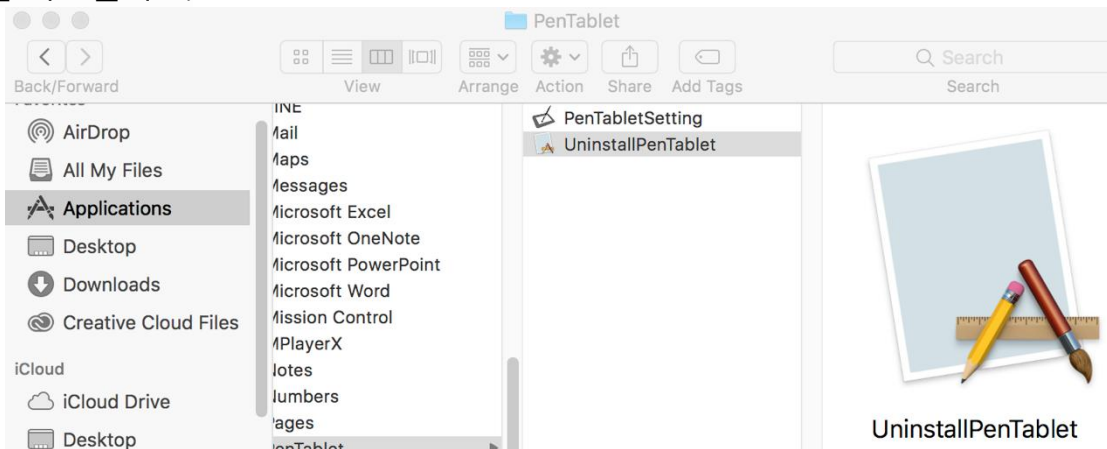 PenTablet
Back/Forward
View
Arrange
Action
Share
Add Tags
Search
Search
AirDrop
All My Files
Applications
Desktop
Downloads
Creative Cloud Files
iCloud
iCloud Drive
Desktop
INE
Mail
Maps
Messages
Microsoft Excel
Microsoft OneNote
Microsoft PowerPoint
Microsoft Word
Mission Control
MPlayerX
Notes
Numbers
Pages
PenTablet
PenTabletSetting
UninstallPenTablet
UninstallPenTablet